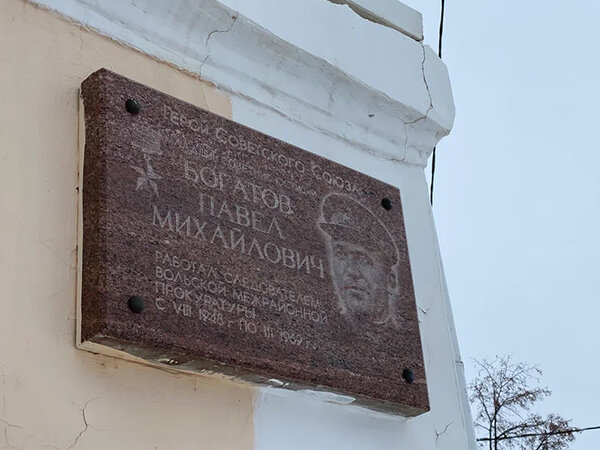 Герой Советского Союза
БОГАТОВ
ПАВЕЛ
МИХАЙЛОВИЧ
РАБОТАЛ СЛЕДОВАТЕЛЕМ
ВОЛЬСКОЙ МЕЖРАЙОННОЙ
ПРОКУРАТУРЫ
С VIII 1948 г. ПО III 1969 г.